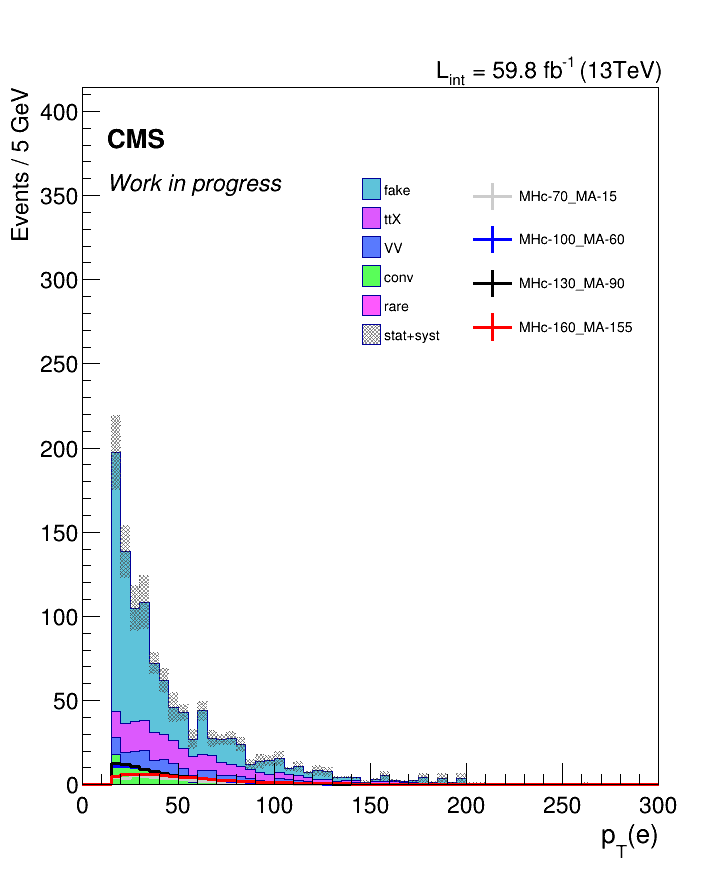 L_int = 59.8 fb^-1 (13TeV)
Events / 5 GeV
CMS
Work in progress
fake
ttX
VV
conv
rare
stat+syst
MHc-70_MA-15
MHc-100_MA-60
MHc-130_MA-90
MHc-160_MA-155
400
350
300
250
200
150
100
50
0
0 50 100 150 200 250 300
p_T(e)